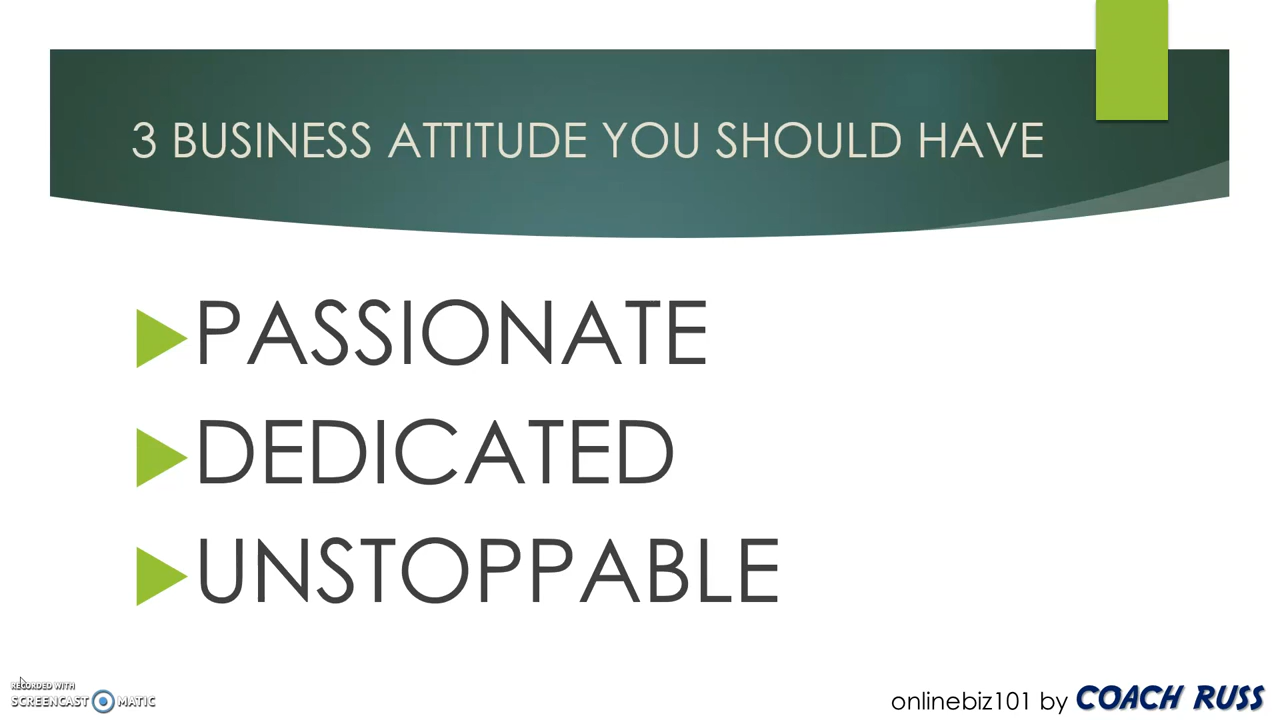 3 BUSINESS ATTITUDE YOU SHOULD HAVE
PASSIONATE
DEDICATED
UNSTOPPABLE
RECORDED WITH
SCREENCAST MATIC
onlinebiz101 by COACH RUSS